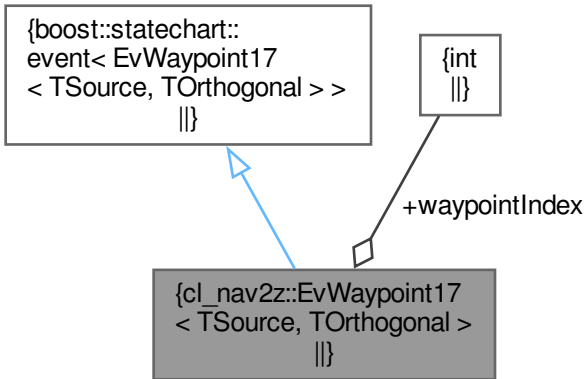 {boost::statechart::
event< EvWaypoint17
< TSource, TOrthogonal > >
||}
{int
||}
+waypointIndex
{cl_nav2z::EvWaypoint17
< TSource, TOrthogonal >
||}